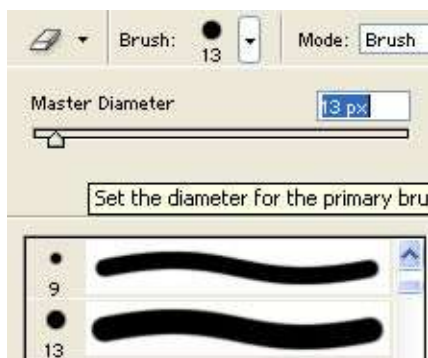 Brush: 13 Mode: Brush
Master Diameter 13 px
Set the diameter for the primary bru
9
13